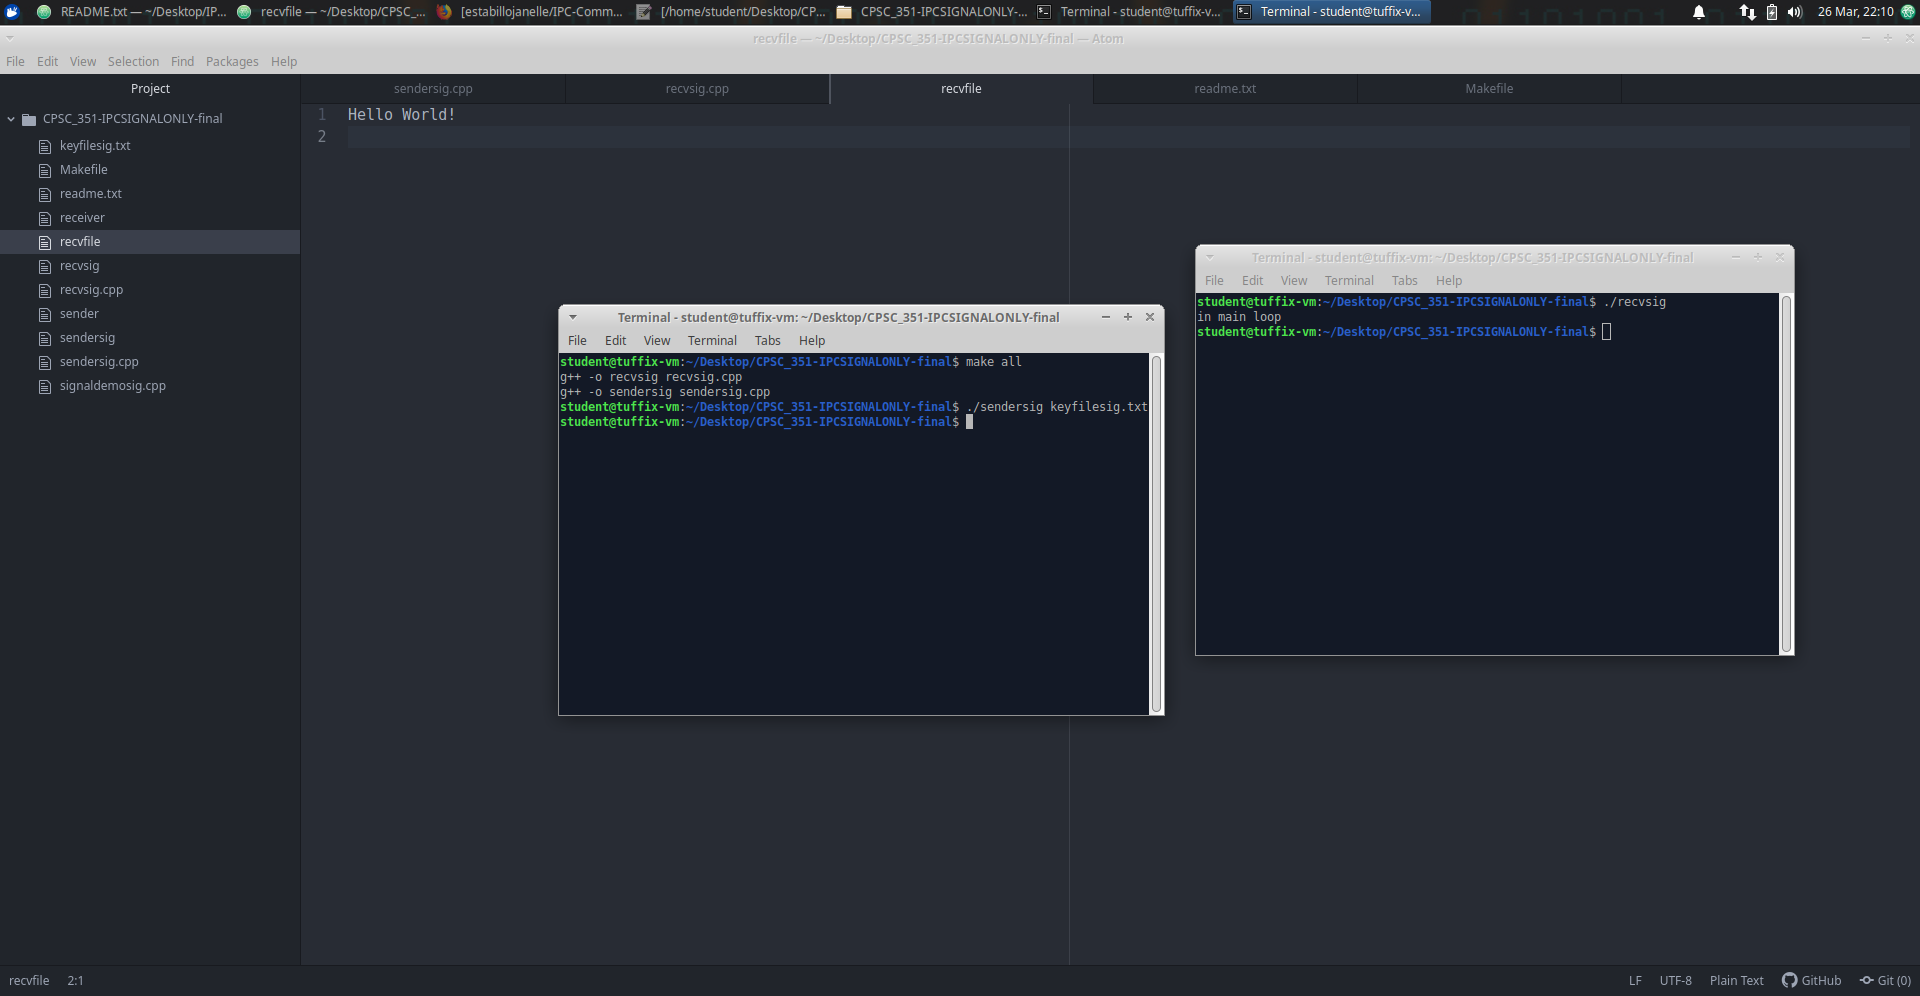 README.txt — ~/Desktop/IP...
recvfile — ~/Desktop/CPSC_...
[estabillojanelle/IPC-Comm...
[/home/student/Desktop/CP...
CPSC_351-IPCSIGNALONLY-...
Terminal - student@tuffix-v...
Terminal - student@tuffix-v...
26 Mar, 22:10
recvfile — ~/Desktop/CPSC_351-IPCSIGNALONLY-final — Atom
File Edit View Selection Find Packages Help
Project
sendersig.cpp
recvsig.cpp
recvfile
readme.txt
Makefile
CPSC_351-IPCSIGNALONLY-final
keyfilesig.txt
Makefile
readme.txt
receiver
recvfile
recvsig
recvsig.cpp
sender
sendersig
sendersig.cpp
signaldemosig.cpp
1 Hello World!
2
Terminal - student@tuffix-vm: ~/Desktop/CPSC_351-IPCSIGNALONLY-final
File Edit View Terminal Tabs Help
student@tuffix-vm:~/Desktop/CPSC_351-IPCSIGNALONLY-final$ make all
g++ -o recvsig recvsig.cpp
g++ -o sendersig sendersig.cpp
student@tuffix-vm:~/Desktop/CPSC_351-IPCSIGNALONLY-final$ ./sendersig keyfilesig.txt
student@tuffix-vm:~/Desktop/CPSC_351-IPCSIGNALONLY-final$
Terminal - student@tuffix-vm: ~/Desktop/CPSC_351-IPCSIGNALONLY-final
File Edit View Terminal Tabs Help
student@tuffix-vm:~/Desktop/CPSC_351-IPCSIGNALONLY-final$ ./recvsig
in main loop
student@tuffix-vm:~/Desktop/CPSC_351-IPCSIGNALONLY-final$
recvfile 2:1
LF UTF-8 Plain Text GitHub Git (0)